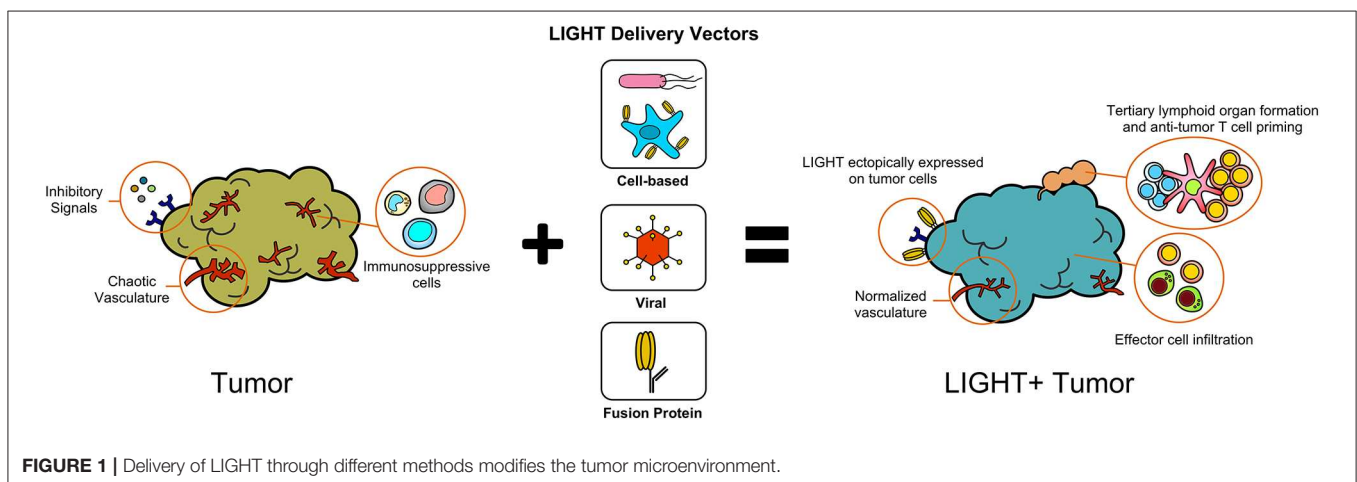 LIGHT Delivery Vectors
Inhibitory
Signals
Chaotic
Vasculature
Immunosuppressive
cells
Tumor
+
Cell-based
Viral
Fusion Protein
=
LIGHT ectopically expressed
on tumor cells
Tertiary lymphoid organ formation
and anti-tumor T cell priming
Normalized
vasculature
Effector cell infiltration
LIGHT+ Tumor
FIGURE 1 | Delivery of LIGHT through different methods modifies the tumor microenvironment.